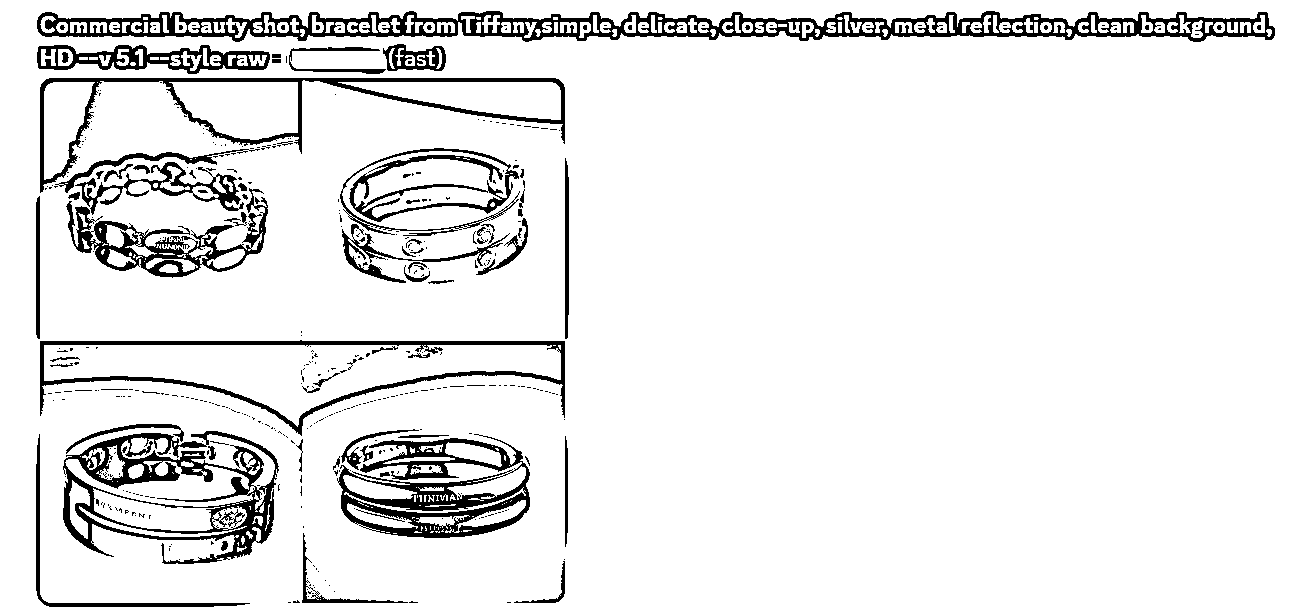 Commercial beauty shot, bracelet from Tiffany,simple, delicate, close-up, silver, metal reflection, clean background,
HD --v 5.1 --style raw - (fast)